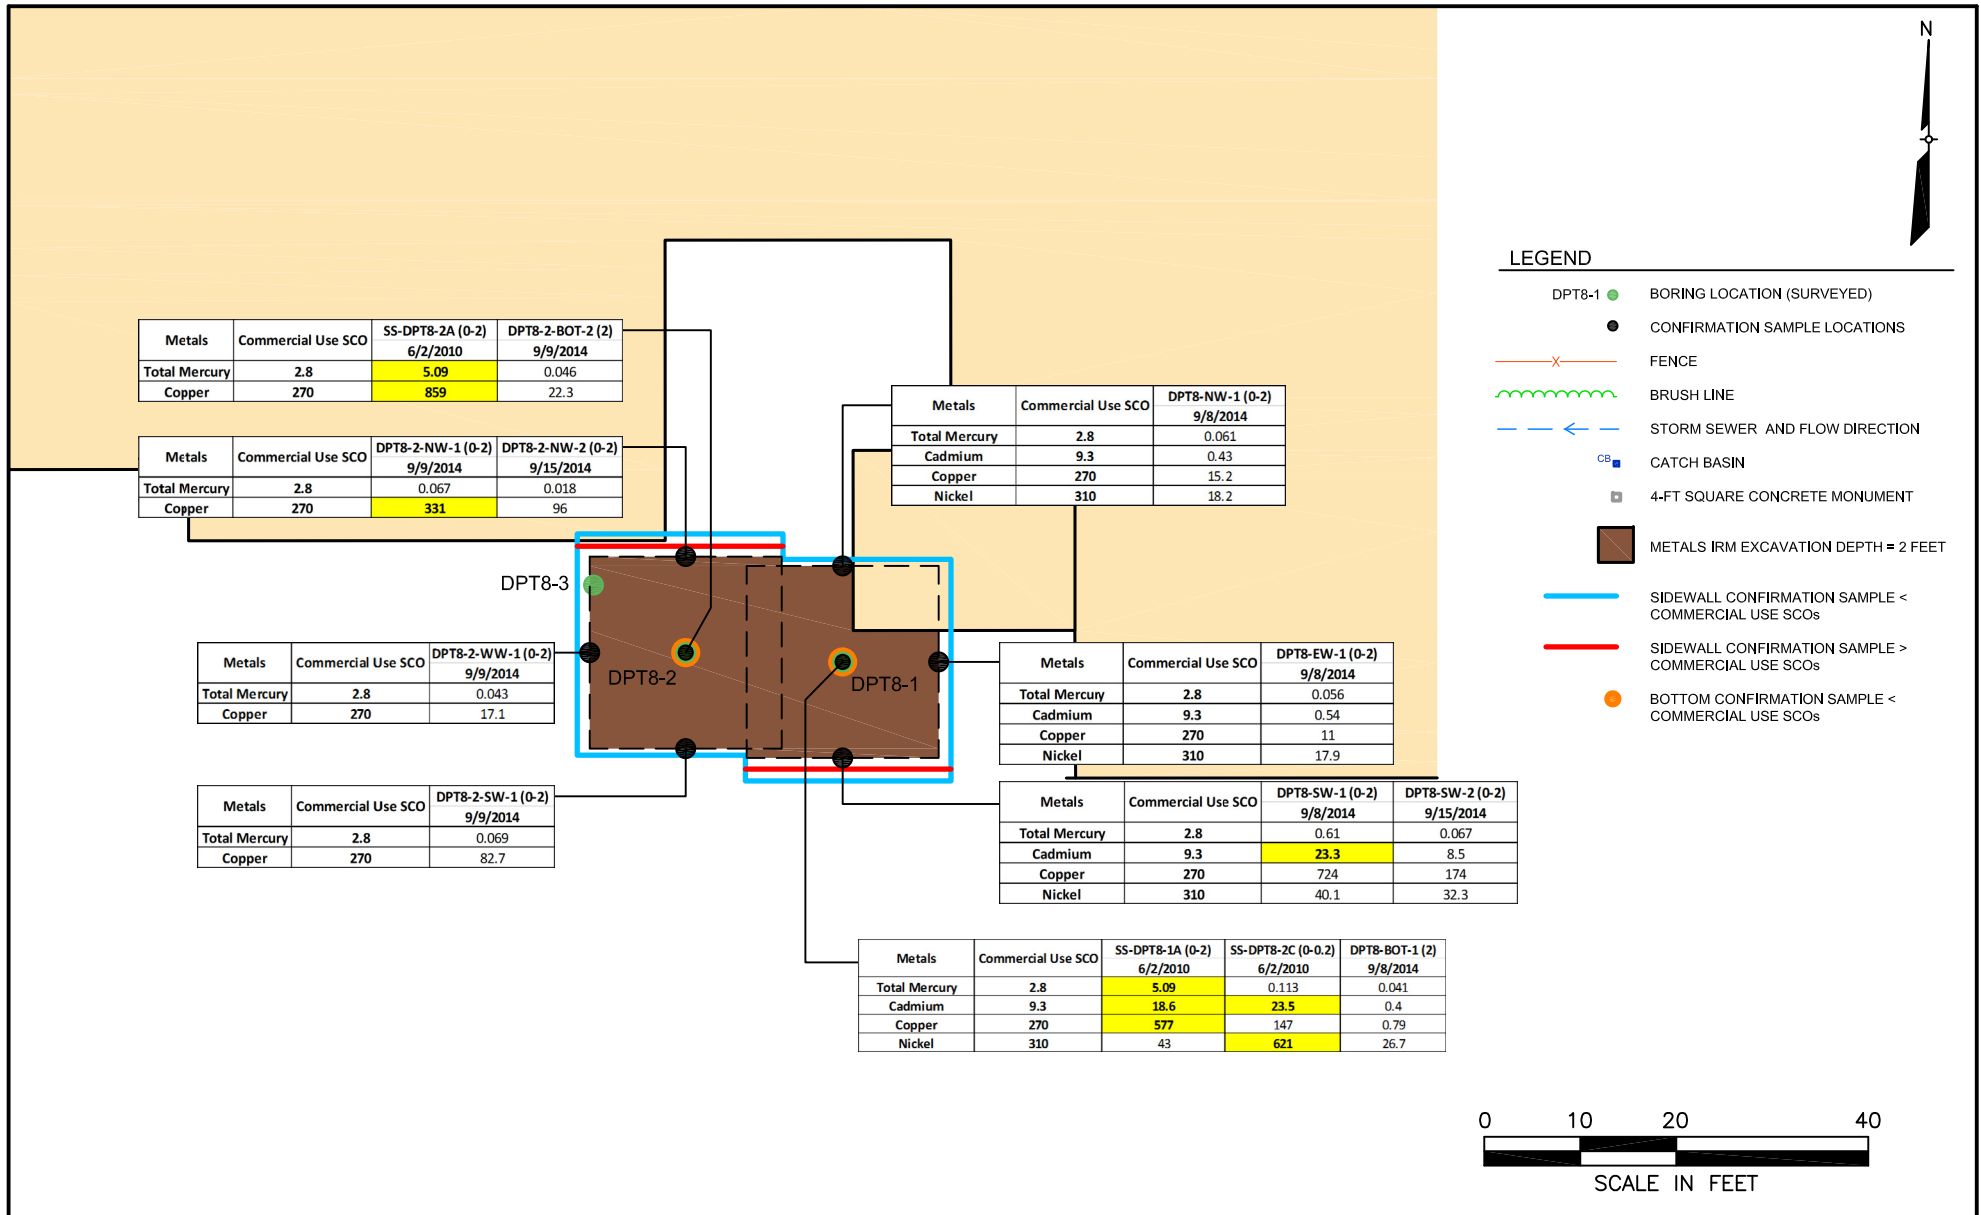 N
LEGEND
DPT8-1 BORING LOCATION (SURVEYED)
CONFIRMATION SAMPLE LOCATIONS
X FENCE
BRUSH LINE
STORM SEWER AND FLOW DIRECTION
CB CATCH BASIN
4-FT SQUARE CONCRETE MONUMENT
METALS IRM EXCAVATION DEPTH = 2 FEET
SIDEWALL CONFIRMATION SAMPLE <
COMMERCIAL USE SCOs
SIDEWALL CONFIRMATION SAMPLE >
COMMERCIAL USE SCOs
BOTTOM CONFIRMATION SAMPLE <
COMMERCIAL USE SCOs
Metals Commercial Use SCO SS-DPT8-2A (0-2) DPT8-2-BOT-2 (2)
6/2/2010 9/9/2014
Total Mercury 2.8 5.09 0.046
Copper 270 859 22.3
Metals Commercial Use SCO DPT8-2-NW-1 (0-2) DPT8-2-NW-2 (0-2)
9/9/2014 9/15/2014
Total Mercury 2.8 0.067 0.018
Copper 270 331 96
Metals Commercial Use SCO DPT8-NW-1 (0-2)
9/8/2014
Total Mercury 2.8 0.061
Cadmium 9.3 0.43
Copper 270 15.2
Nickel 310 18.2
DPT8-3
DPT8-2
DPT8-1
Metals Commercial Use SCO DPT8-2-WW-1 (0-2)
9/9/2014
Total Mercury 2.8 0.043
Copper 270 17.1
Metals Commercial Use SCO DPT8-EW-1 (0-2)
9/8/2014
Total Mercury 2.8 0.056
Cadmium 9.3 0.54
Copper 270 11
Nickel 310 17.9
Metals Commercial Use SCO DPT8-2-SW-1 (0-2)
9/9/2014
Total Mercury 2.8 0.069
Copper 270 82.7
Metals Commercial Use SCO DPT8-SW-1 (0-2) DPT8-SW-2 (0-2)
9/8/2014 9/15/2014
Total Mercury 2.8 0.61 0.067
Cadmium 9.3 23.3 8.5
Copper 270 724 174
Nickel 310 40.1 32.3
Metals Commercial Use SCO SS-DPT8-1A (0-2) SS-DPT8-2C (0-0.2) DPT8-BOT-1 (2)
6/2/2010 6/2/2010 9/8/2014
Total Mercury 2.8 5.09 0.113 0.041
Cadmium 9.3 18.6 23.5 0.4
Copper 270 577 147 0.79
Nickel 310 43 621 26.7
0 10 20 40
SCALE IN FEET